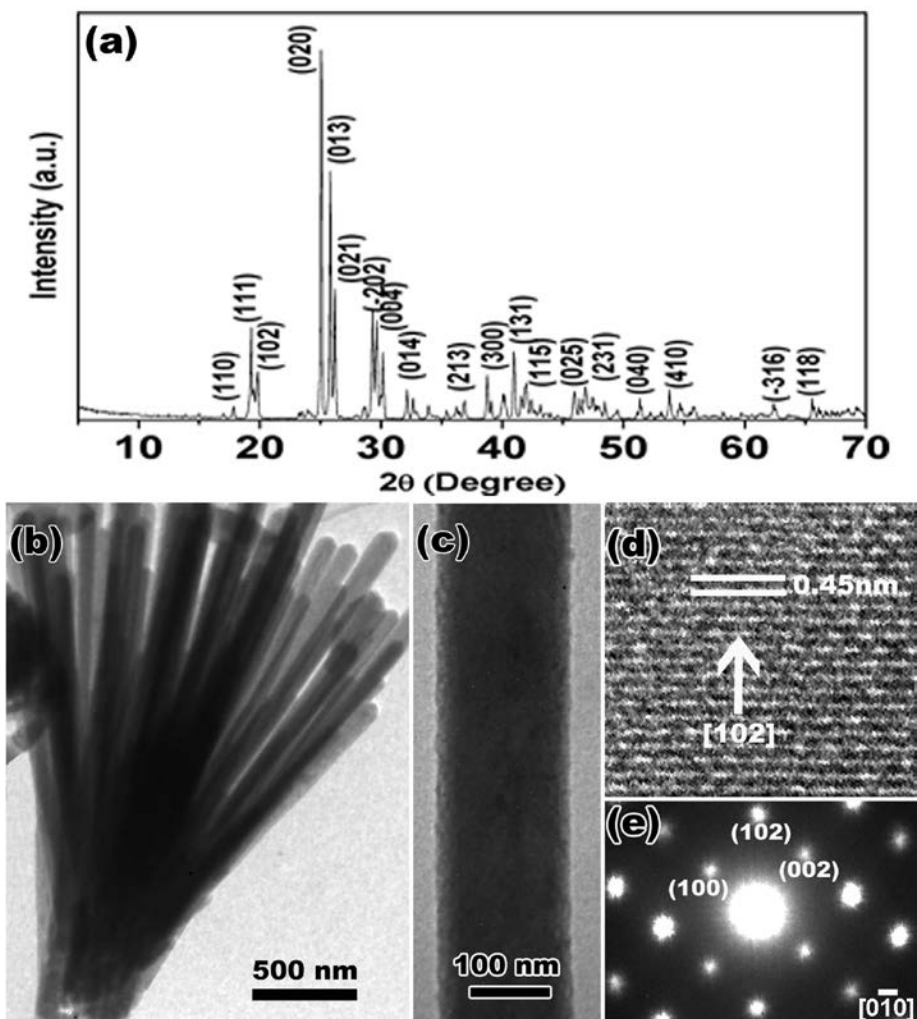 (a)
Intensity (a.u.)
(110)
(111)
(102)
(020)
(013)
(021)
(-202)
(004)
(014)
(213)
(300)
(131)
(115)
(025)
(231)
(040)
(410)
(-316)
(118)
10 20 30 40 50 60 70
2θ (Degree)
(b)
500 nm
(c)
100 nm
(d)
0.45nm
[102]
(e)
(102)
(002)
(100)
[01̅0]